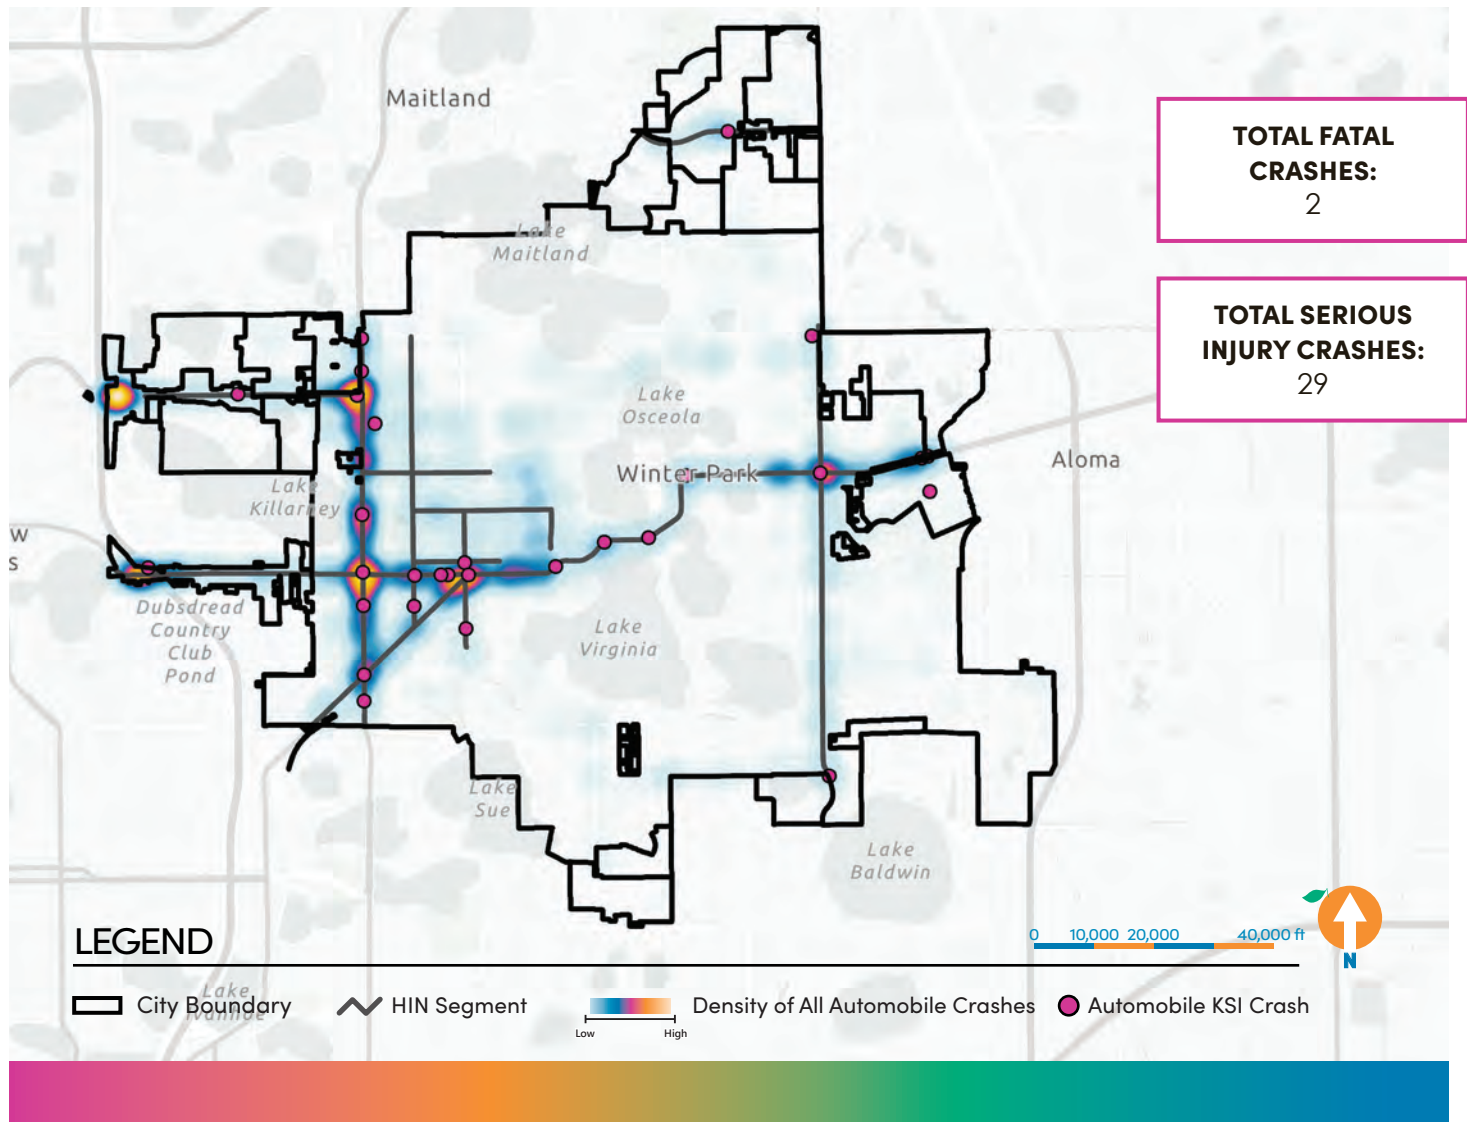 Maitland
TOTAL FATAL
CRASHES:
2
Lake
Maitland
TOTAL SERIOUS
INJURY CRASHES:
29
Lake
Osceola
Winter Park
Aloma
Lake
Killarney
W
S
Dubsdread
Country
Club
Pond
Lake
Virginia
Lake
Sue
Lake
Baldwin
LEGEND
0 10,000 20,000 40,000 ft
N
Lake
Ivanhoe
City Boundary
HIN Segment
Low High
Density of All Automobile Crashes
Automobile KSI Crash